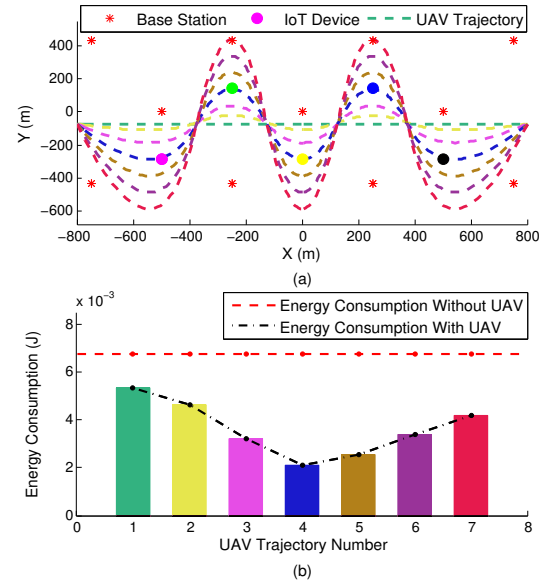 Base Station IoT Device UAV Trajectory
400
200
0
−200
−400
−600
Y (m)
−800 −600 −400 −200 0 200 400 600 800
X (m)
(a)
x 10⁻³
Energy Consumption Without UAV
Energy Consumption With UAV
8
6
4
2
0
Energy Consumption (J)
0 1 2 3 4 5 6 7 8
UAV Trajectory Number
(b)